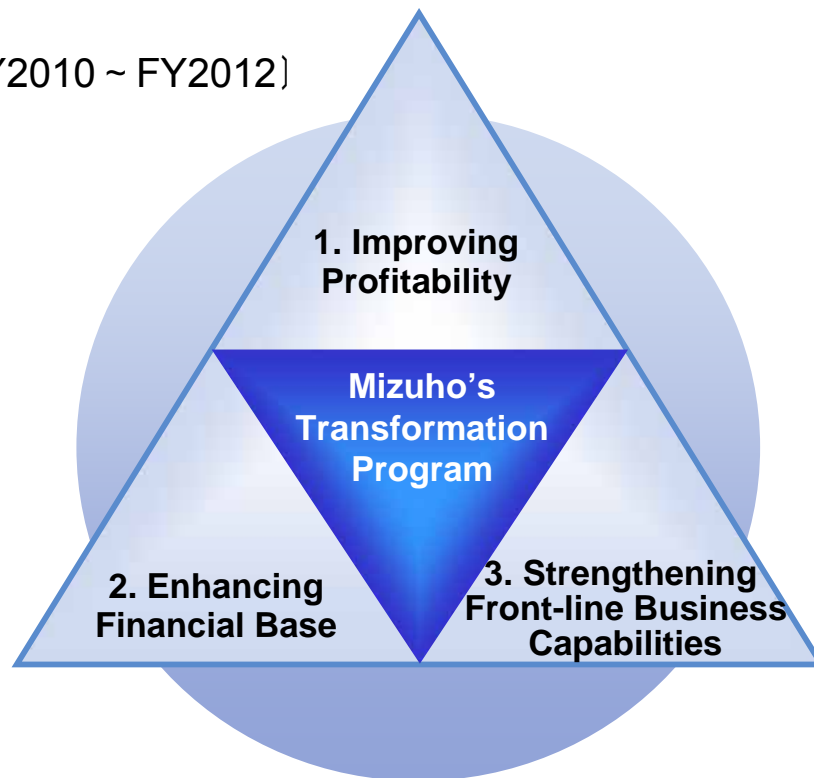 Y2010 ~ FY2012]
1. Improving
Profitability
Mizuho's
Transformation
Program
2. Enhancing
Financial Base
3. Strengthening
Front-line Business
Capabilities